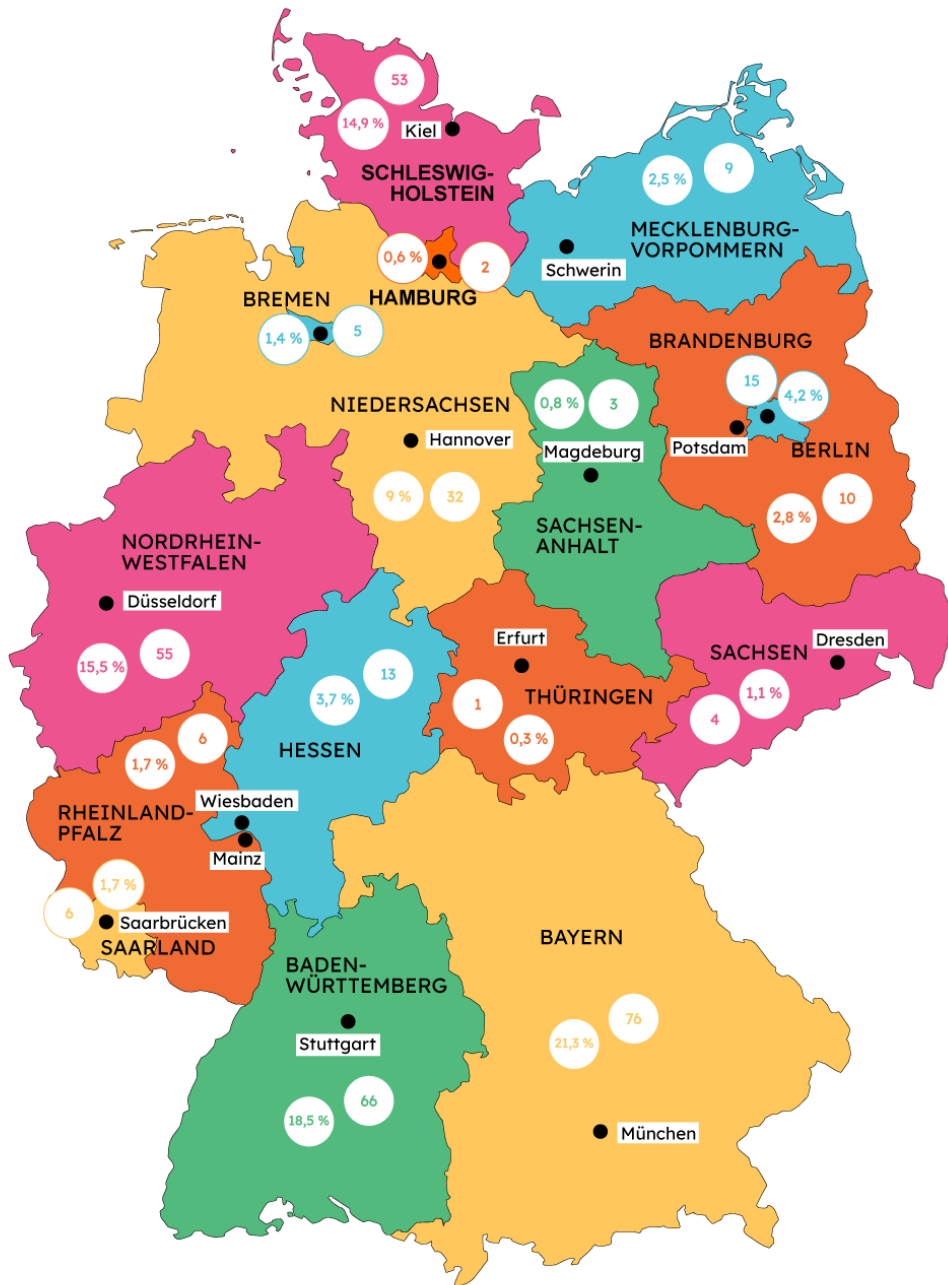 53
14,9 %
Kiel
SCHLESWIG-
HOLSTEIN
2,5 %
9
MECKLENBURG-
VORPOMMERN
Schwerin
0,6 %
2
HAMBURG
BREMEN
1,4 %
5
BRANDENBURG
15
4,2 %
Potsdam
BERLIN
2,8 %
10
NIEDERSACHSEN
Hannover
9 %
32
0,8 %
3
Magdeburg
SACHSEN-
ANHALT
NORDRHEIN-
WESTFALEN
Düsseldorf
15,5 %
55
Erfurt
THÜRINGEN
1
0,3 %
SACHSEN
Dresden
4
1,1 %
3,7 %
13
HESSEN
Wiesbaden
1,7 %
6
RHEINLAND-
PFALZ
Mainz
6
1,7 %
Saarbrücken
SAARLAND
BADEN-
WÜRTTEMBERG
Stuttgart
18,5 %
66
BAYERN
21,3 %
76
München